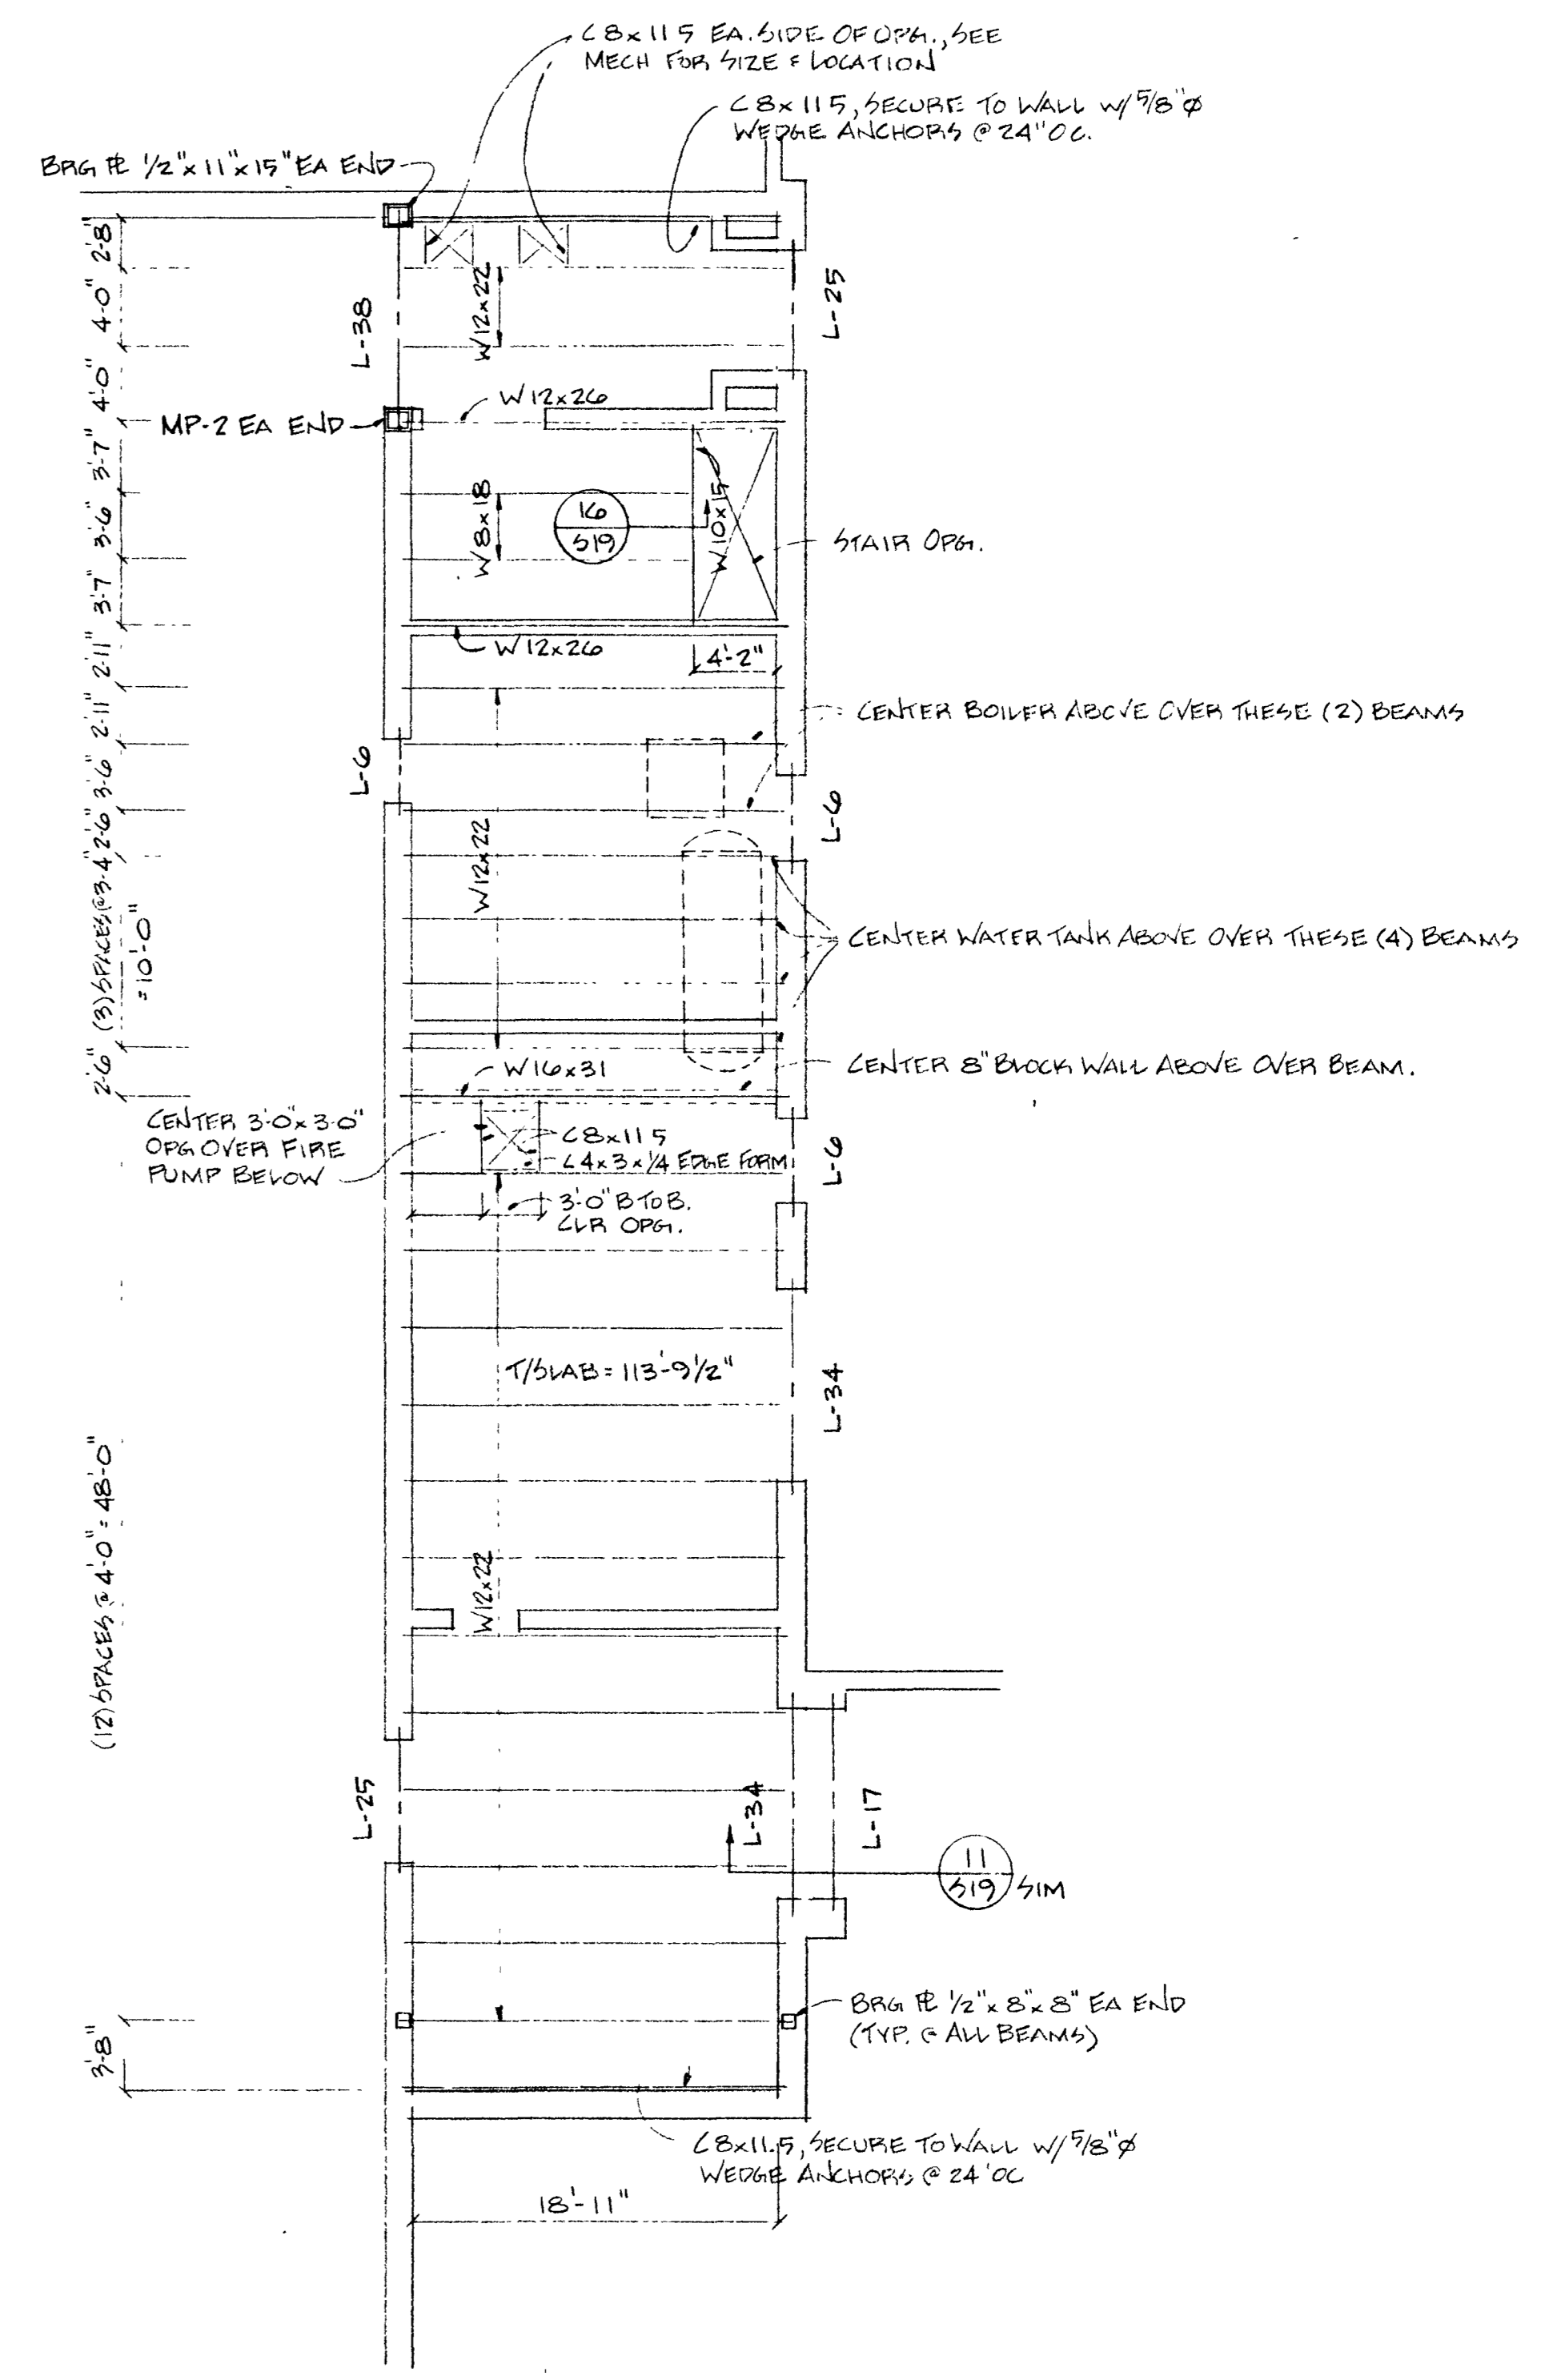 C8x11 5 EA. SIDE OF OPG., SEE
MECH FOR SIZE & LOCATION
C8x11 5, SECURE TO WALL W/ 5/8"Ø
WEDGE ANCHORS @ 24" OC.
BRG PL 1/2"x11"x15" EA END
2'-8"
4'-0"
4'-0"
3'-7"
3'-6"
3'-7"
2'-11"
2'-11"
3'-6"
2'-6"
(3) SPACES @ 3'-4"
= 10'-0"
2'-6"
(12) SPACES @ 4'-0" = 48'-0"
3'-8"
L-38
W12x22
L-25
W12x26
MP-2 EA END
W8x18
16
S19
W10x15
STAIR OPG.
W12x26
4'-2"
CENTER BOILER ABOVE OVER THESE (2) BEAMS
L-6
L-6
W12x22
CENTER WATER TANK ABOVE OVER THESE (4) BEAMS
W16x31
CENTER 8" BLOCK WALL ABOVE OVER BEAM.
CENTER 3'-0"x3'-0"
OPG OVER FIRE
PUMP BELOW
C8x11 5
L4x3x1/4 EDGE FORM
L-6
3'-0" B TO B.
CLR OPG.
T/SLAB = 113'-9 1/2"
L-34
W12x22
L-25
L-34
L-17
11
S19
SIM
BRG PL 1/2"x8"x8" EA END
(TYP. @ ALL BEAMS)
C8x11.5, SECURE TO WALL W/ 5/8"Ø
WEDGE ANCHORS @ 24' OC
18'-11"